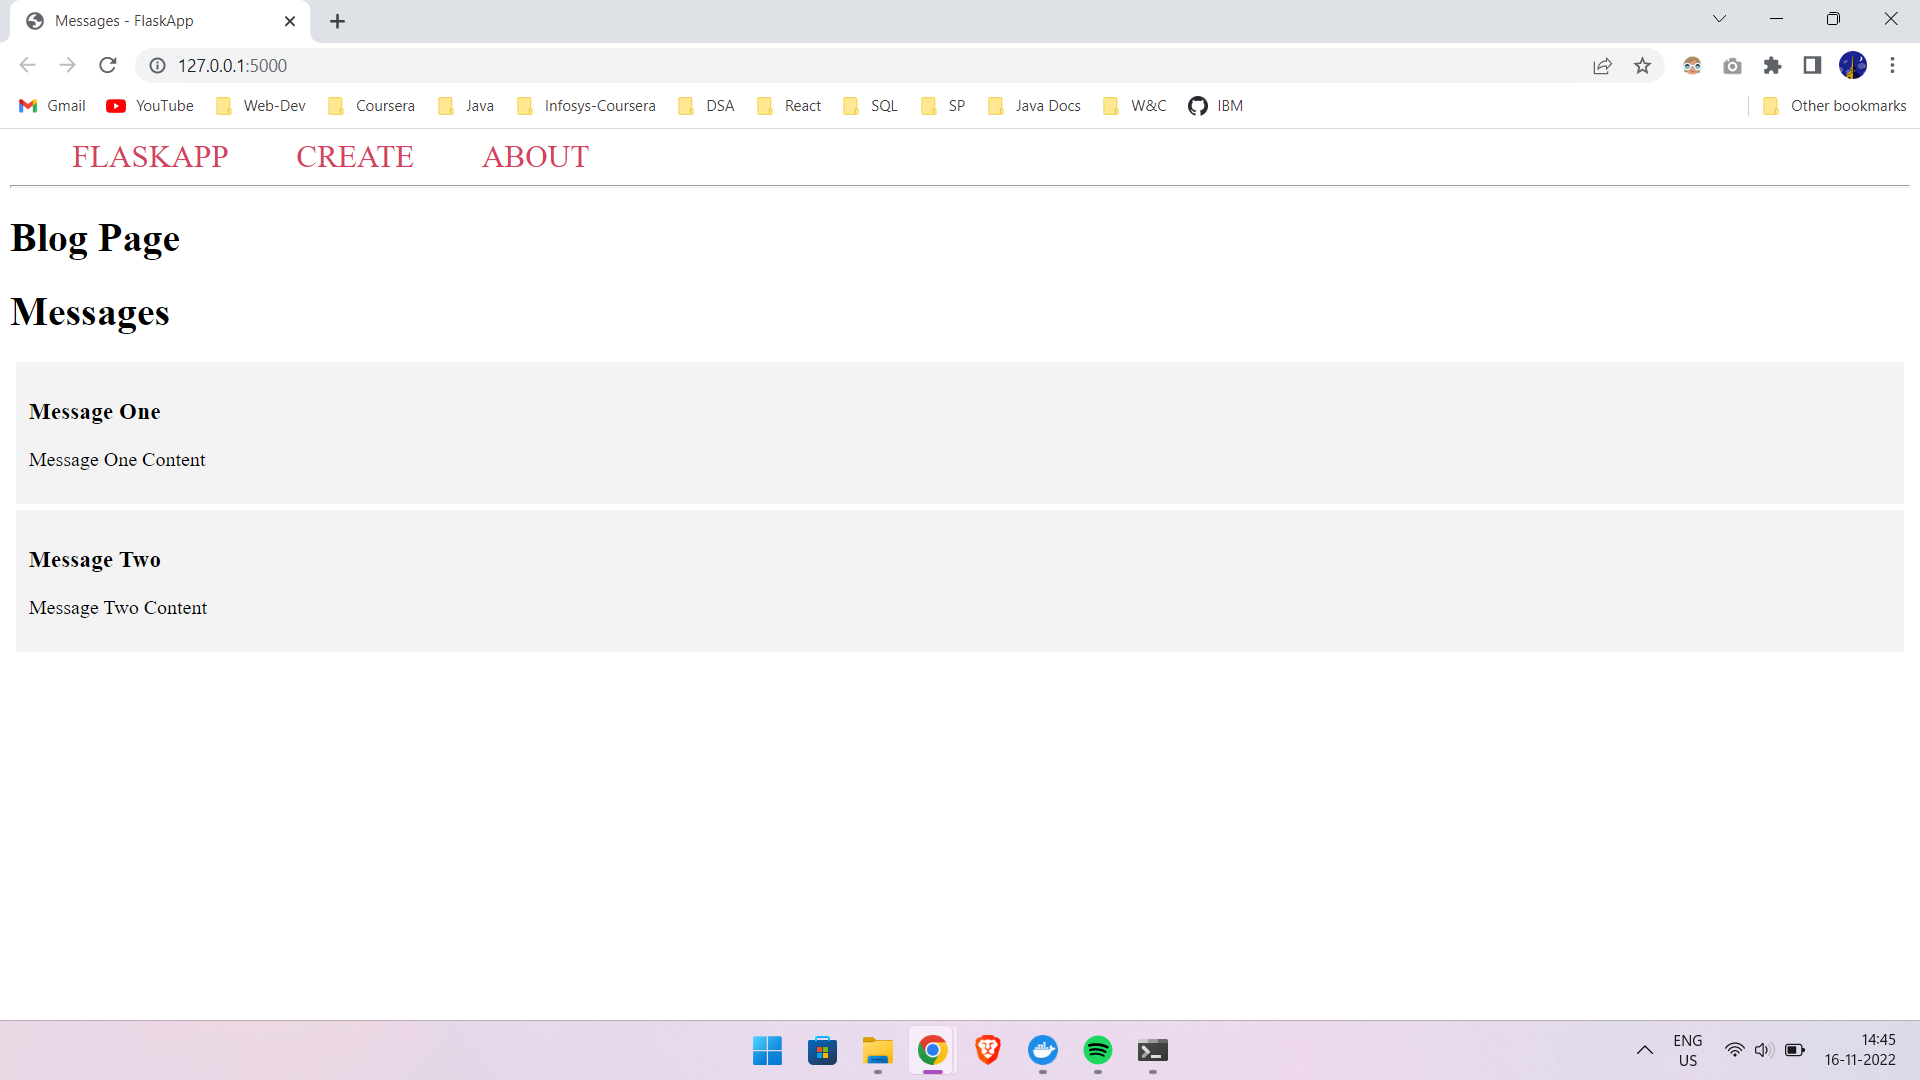 Messages - FlaskApp
127.0.0.1:5000
Gmail YouTube Web-Dev Coursera Java Infosys-Coursera DSA React SQL SP Java Docs W&C IBM Other bookmarks
FLASKAPP CREATE ABOUT
Blog Page
Messages
Message One
Message One Content
Message Two
Message Two Content
ENG 14:45
US 16-11-2022